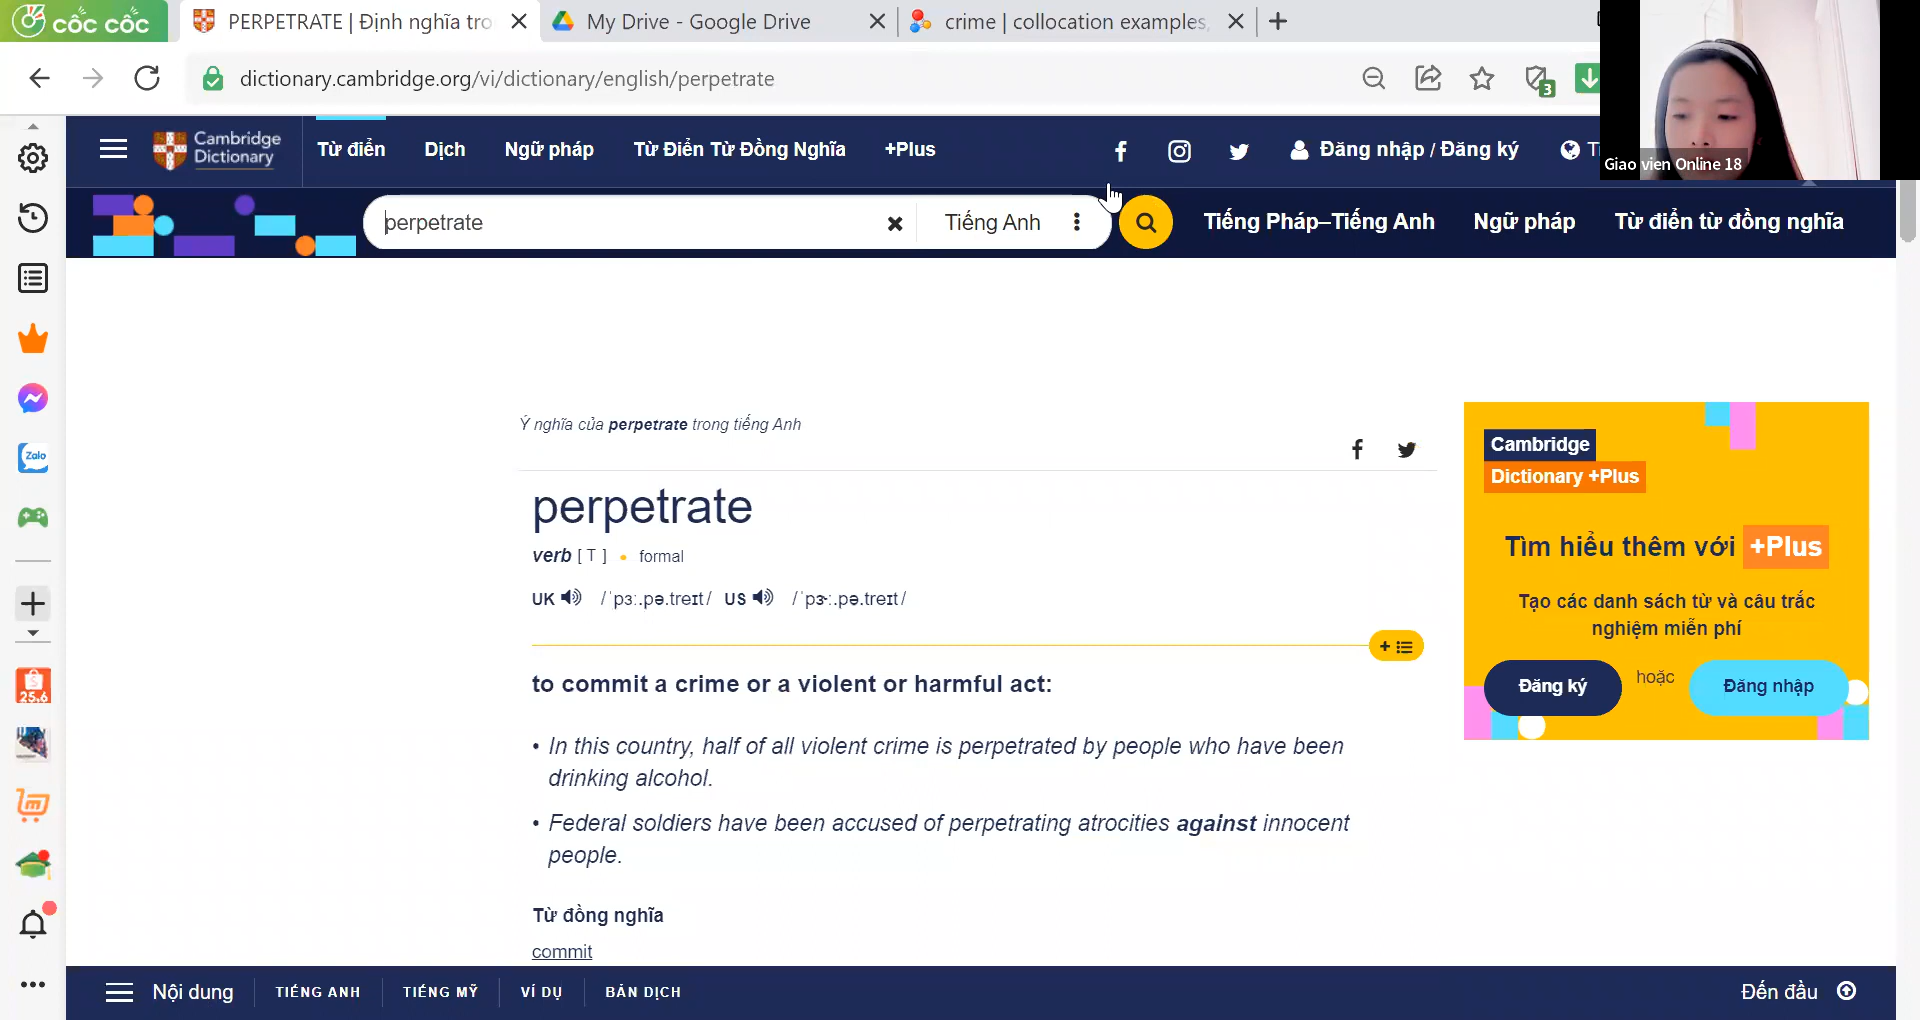 cốc cốc
PERPETRATE | Định nghĩa tro
My Drive - Google Drive
crime | collocation examples,
dictionary.cambridge.org/vi/dictionary/english/perpetrate
3
Giao vien Online 18
Cambridge
Dictionary
Từ điển
Dịch
Ngữ pháp
Từ Điển Từ Đồng Nghĩa
+Plus
Đăng nhập / Đăng ký
perpetrate
Tiếng Anh
Tiếng Pháp–Tiếng Anh
Ngữ pháp
Từ điển từ đồng nghĩa
Zalo
25.6
Ý nghĩa của perpetrate trong tiếng Anh
perpetrate
verb [ T ] • formal
UK /ˈpɜː.pə.treɪt/ US /ˈpɝː.pə.treɪt/
to commit a crime or a violent or harmful act:
• In this country, half of all violent crime is perpetrated by people who have been
drinking alcohol.
• Federal soldiers have been accused of perpetrating atrocities against innocent
people.
Từ đồng nghĩa
commit
Cambridge
Dictionary +Plus
Tìm hiểu thêm với +Plus
Tạo các danh sách từ và câu trắc
nghiệm miễn phí
Đăng ký
hoặc
Đăng nhập
Nội dung
TIẾNG ANH
TIẾNG MỸ
VÍ DỤ
BẢN DỊCH
Đến đầu